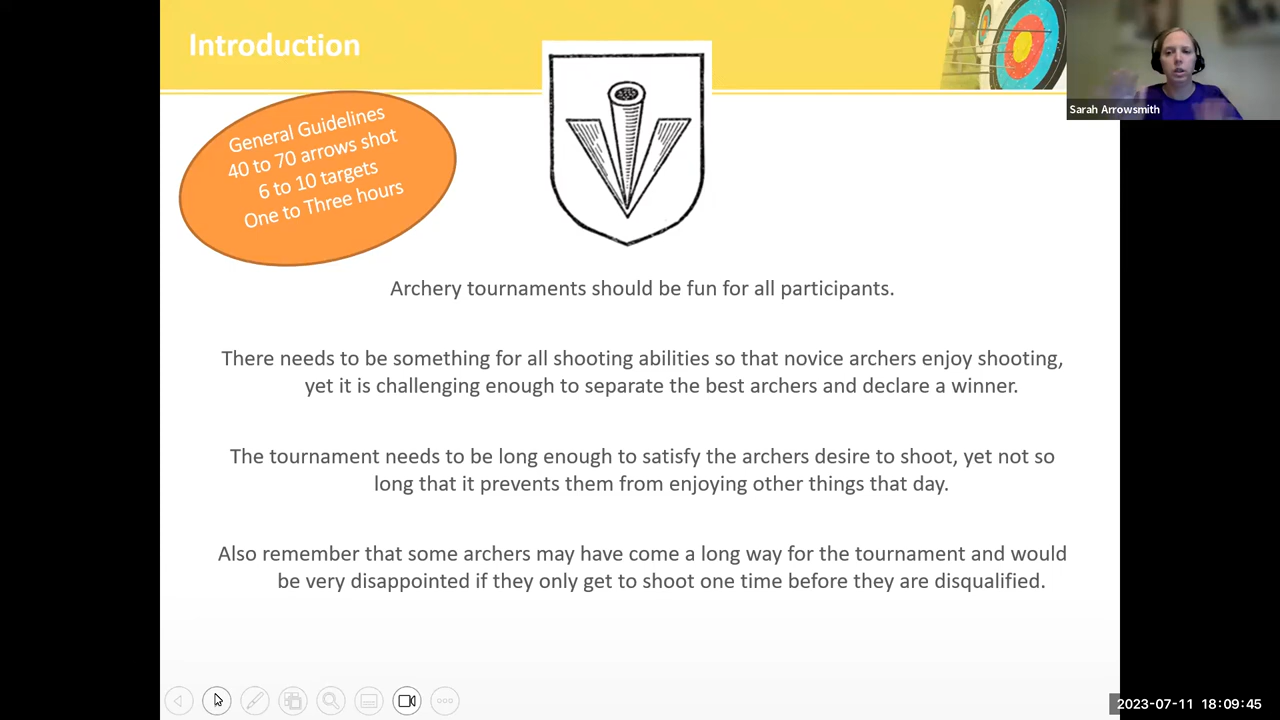 Introduction
General Guidelines
40 to 70 arrows shot
6 to 10 targets
One to Three hours
Sarah Arrowsmith
Archery tournaments should be fun for all participants.
There needs to be something for all shooting abilities so that novice archers enjoy shooting,
yet it is challenging enough to separate the best archers and declare a winner.
The tournament needs to be long enough to satisfy the archers desire to shoot, yet not so
long that it prevents them from enjoying other things that day.
Also remember that some archers may have come a long way for the tournament and would
be very disappointed if they only get to shoot one time before they are disqualified.
2023-07-11 18:09:45